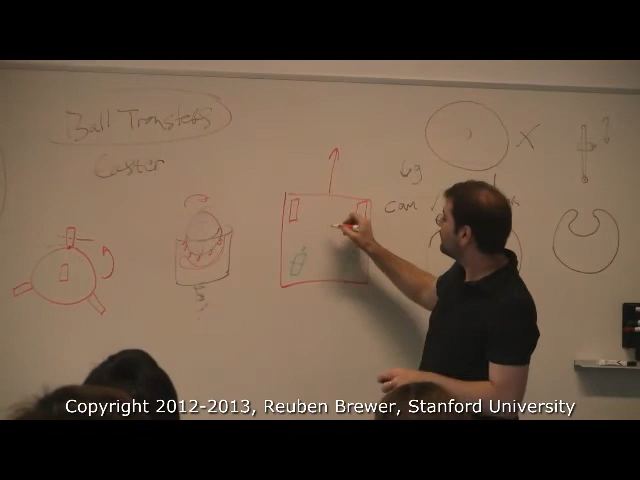 Ball Transfers
Caster
cam
Copyright 2012-2013, Reuben Brewer, Stanford University